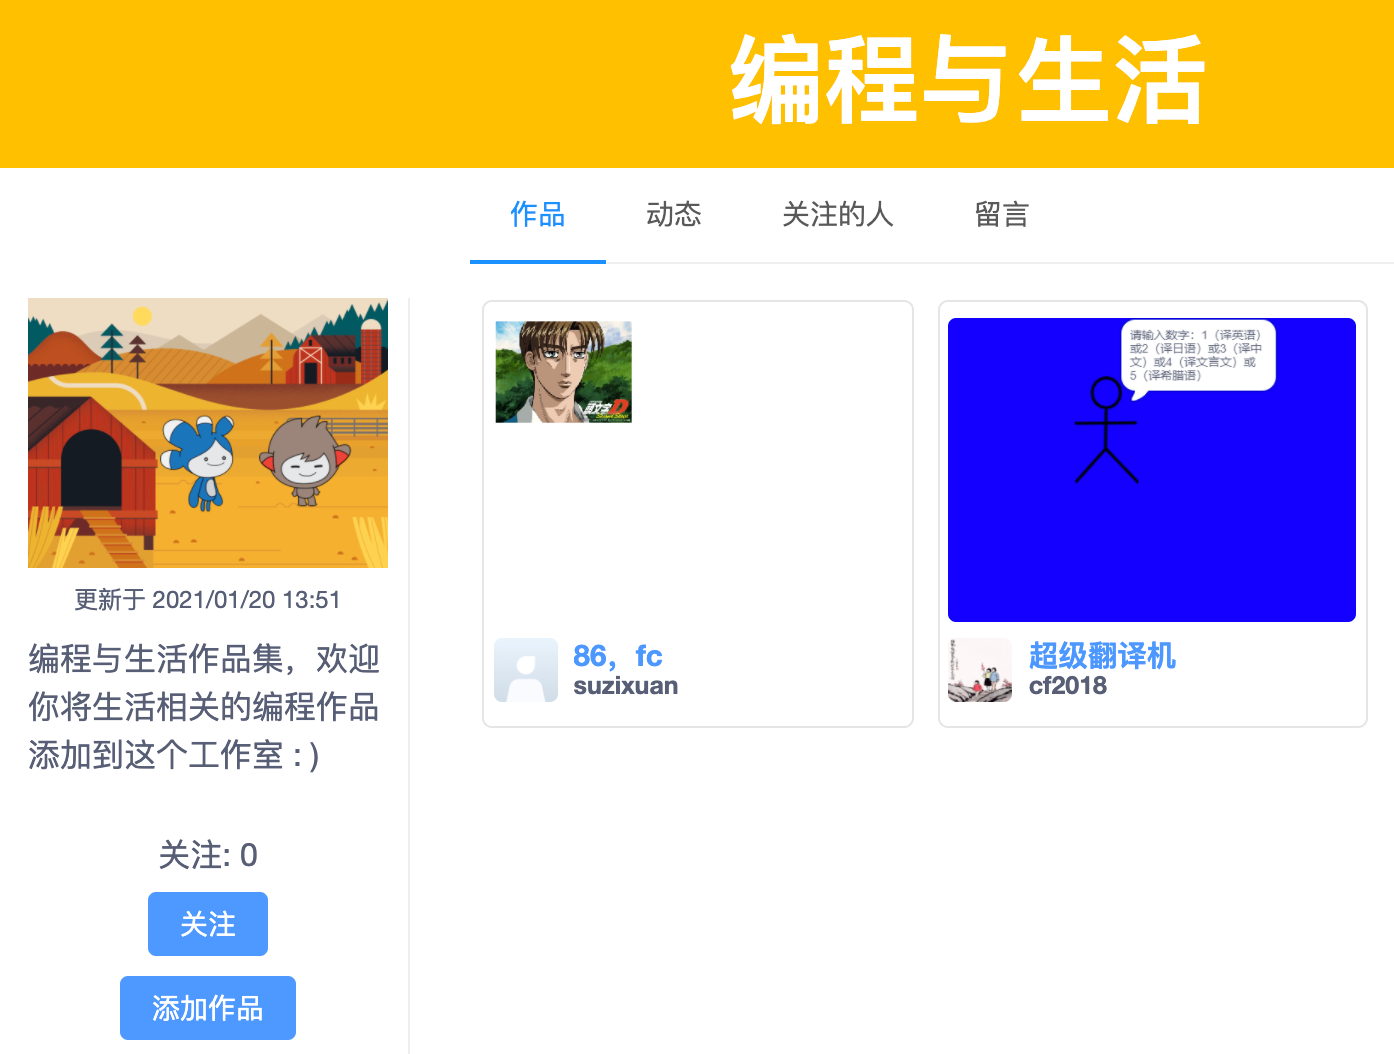 编程与生活
作品
动态
关注的人
留言
更新于 2021/01/20 13:51
编程与生活作品集，欢迎
你将生活相关的编程作品
添加到这个工作室 : )
关注: 0
关注
添加作品
86，fc
suzixuan
请输入数字：1（译英语）
或2（译日语）或3（译中
文）或4（译文言文）或
5（译希腊语）
超级翻译机
cf2018